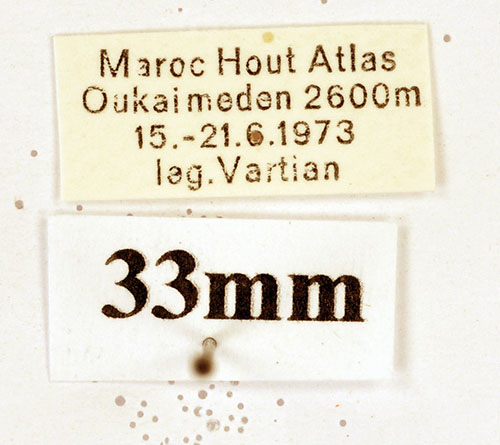 Maroc Hout Atlas
Oukaimeden 2600m
15.-21.6.1973
leg.Vartian
33mm